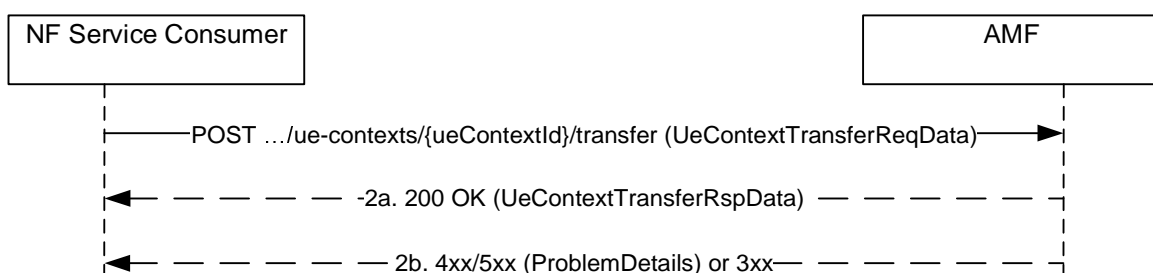 NF Service Consumer
AMF
POST …/ue-contexts/{ueContextId}/transfer (UeContextTransferReqData)
2a. 200 OK (UeContextTransferRspData)
2b. 4xx/5xx (ProblemDetails) or 3xx